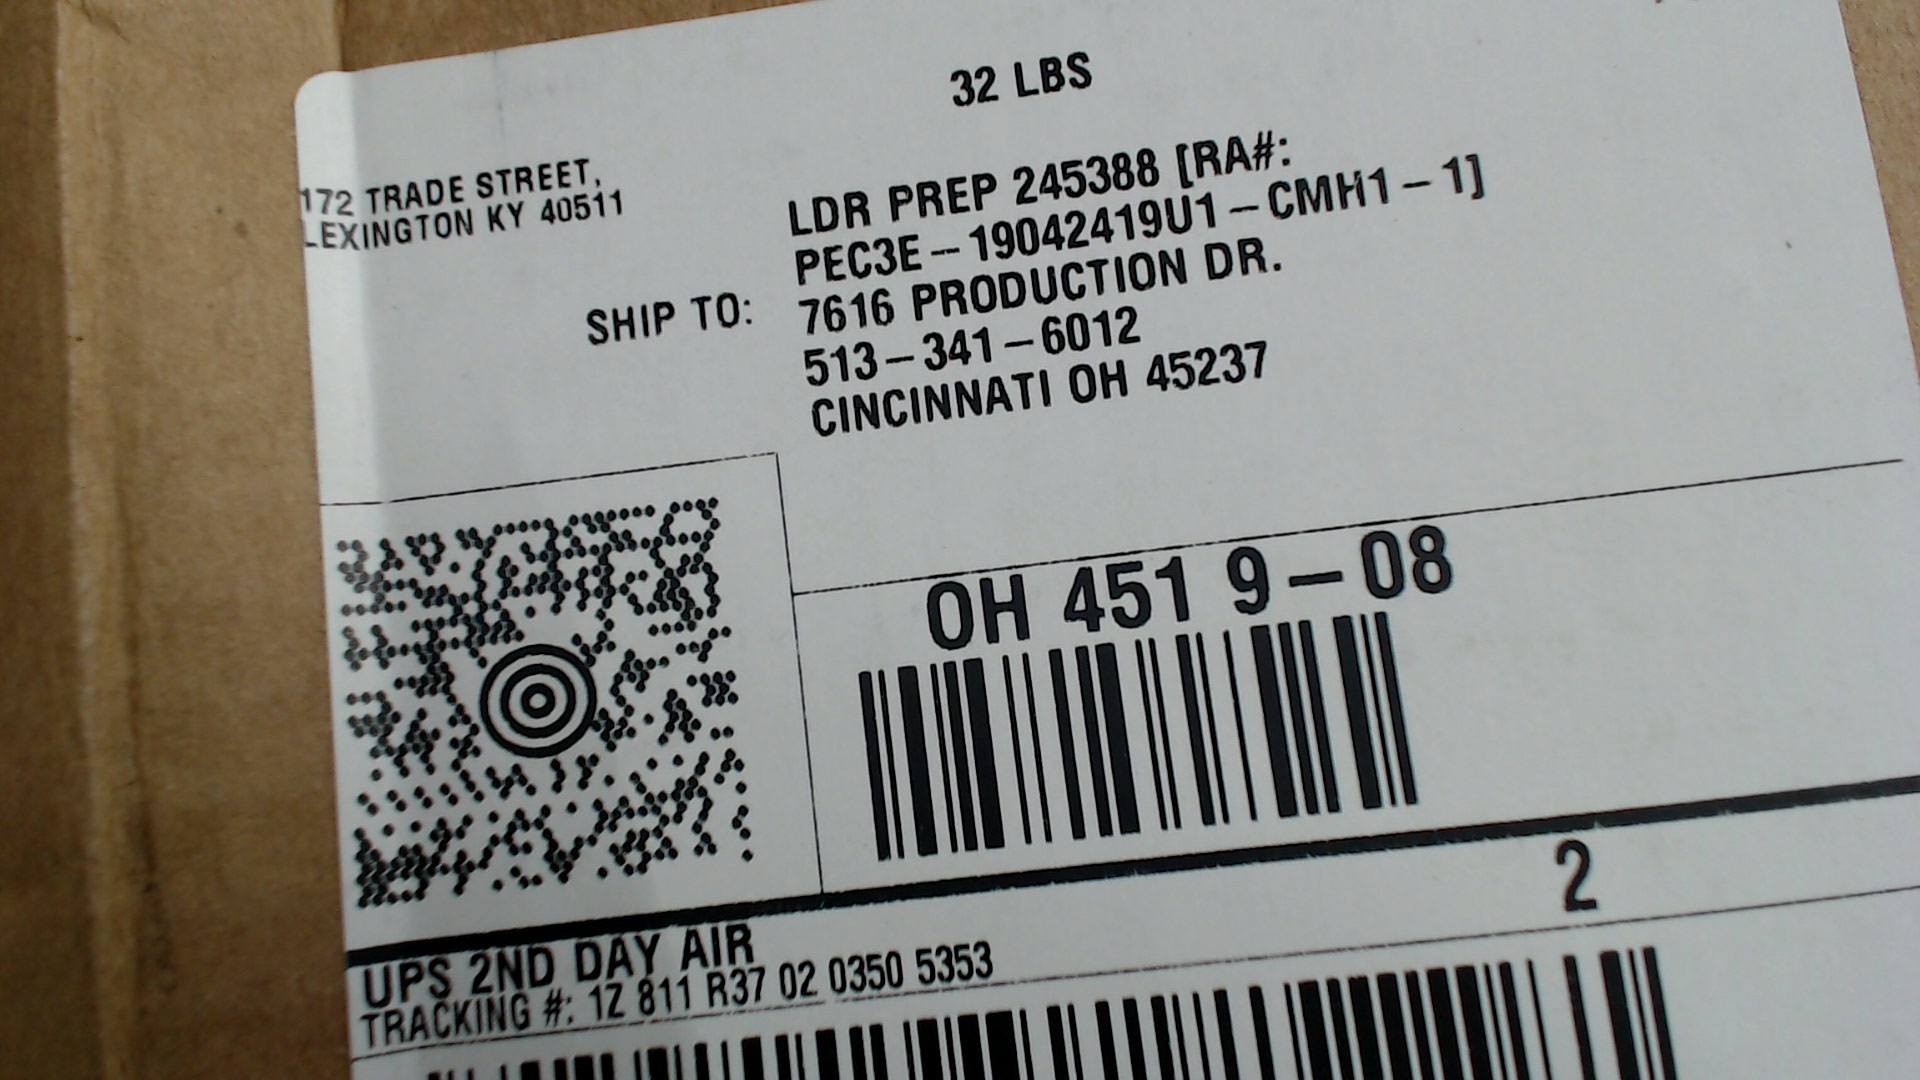 32 LBS
172 TRADE STREET,
LEXINGTON KY 40511
SHIP TO:
LDR PREP 245388 [RA#:
PEC3E-19042419U1-CMH1-1]
7616 PRODUCTION DR.
513-341-6012
CINCINNATI OH 45237
OH 451 9-08
2
UPS 2ND DAY AIR
TRACKING #: 1Z 811 R37 02 0350 5353